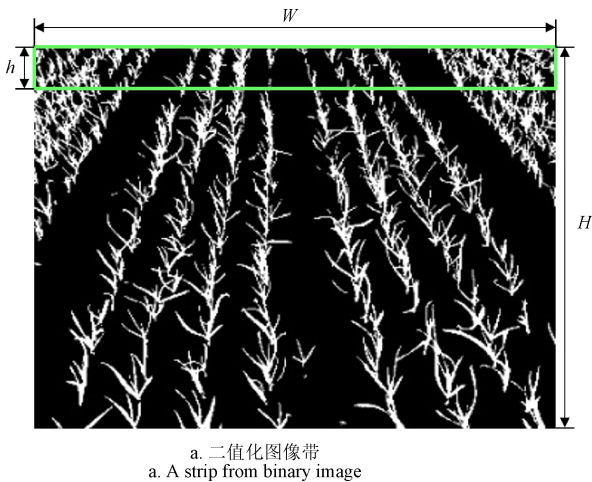 W
h
H
a. 二值化图像带
a. A strip from binary image